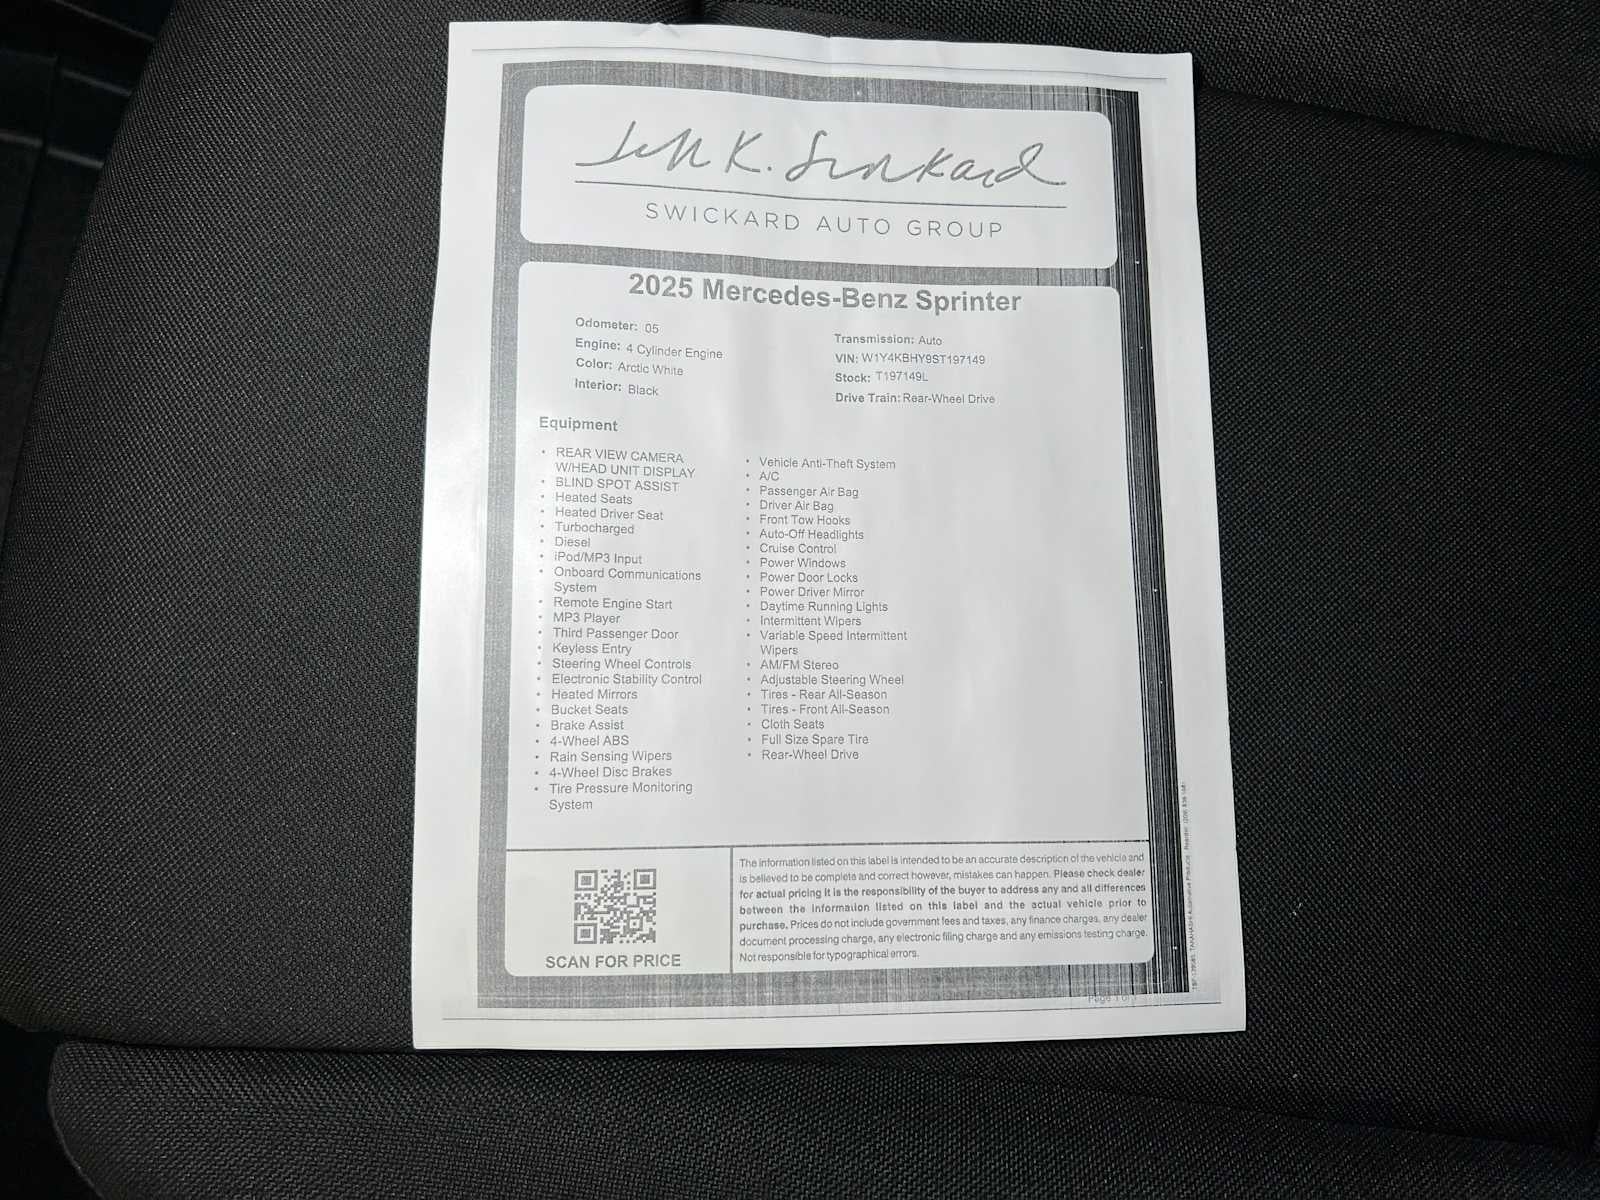 Jeff K. Swickard
SWICKARD AUTO GROUP
2025 Mercedes-Benz Sprinter
Odometer: 05
Engine: 4 Cylinder Engine
Color: Arctic White
Interior: Black
Transmission: Auto
VIN: W1Y4KBHY9ST197149
Stock: T197149L
Drive Train: Rear-Wheel Drive
Equipment
• REAR VIEW CAMERA
W/HEAD UNIT DISPLAY
• BLIND SPOT ASSIST
• Heated Seats
• Heated Driver Seat
• Turbocharged
• Diesel
• iPod/MP3 Input
• Onboard Communications
System
• Remote Engine Start
• MP3 Player
• Third Passenger Door
• Keyless Entry
• Steering Wheel Controls
• Electronic Stability Control
• Heated Mirrors
• Bucket Seats
• Brake Assist
• 4-Wheel ABS
• Rain Sensing Wipers
• 4-Wheel Disc Brakes
• Tire Pressure Monitoring
System
• Vehicle Anti-Theft System
• A/C
• Passenger Air Bag
• Driver Air Bag
• Front Tow Hooks
• Auto-Off Headlights
• Cruise Control
• Power Windows
• Power Door Locks
• Power Driver Mirror
• Daytime Running Lights
• Intermittent Wipers
• Variable Speed Intermittent
Wipers
• AM/FM Stereo
• Adjustable Steering Wheel
• Tires - Rear All-Season
• Tires - Front All-Season
• Cloth Seats
• Full Size Spare Tire
• Rear-Wheel Drive
SCAN FOR PRICE
The information listed on this label is intended to be an accurate description of the vehicle and
is believed to be complete and correct however, mistakes can happen. Please check dealer
for actual pricing it is the responsibility of the buyer to address any and all differences
between the information listed on this label and the actual vehicle prior to
purchase. Prices do not include government fees and taxes, any finance charges, any dealer
document processing charge, any electronic filing charge and any emissions testing charge.
Not responsible for typographical errors.
Page 1 of
Automotive Products